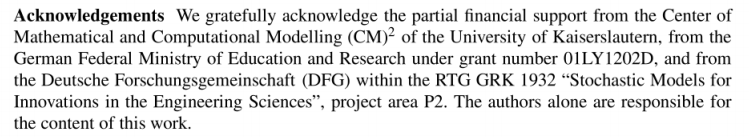 Acknowledgements We gratefully acknowledge the partial financial support from the Center of
Mathematical and Computational Modelling (CM)² of the University of Kaiserslautern, from the
German Federal Ministry of Education and Research under grant number 01LY1202D, and from
the Deutsche Forschungsgemeinschaft (DFG) within the RTG GRK 1932 “Stochastic Models for
Innovations in the Engineering Sciences”, project area P2. The authors alone are responsible for
the content of this work.